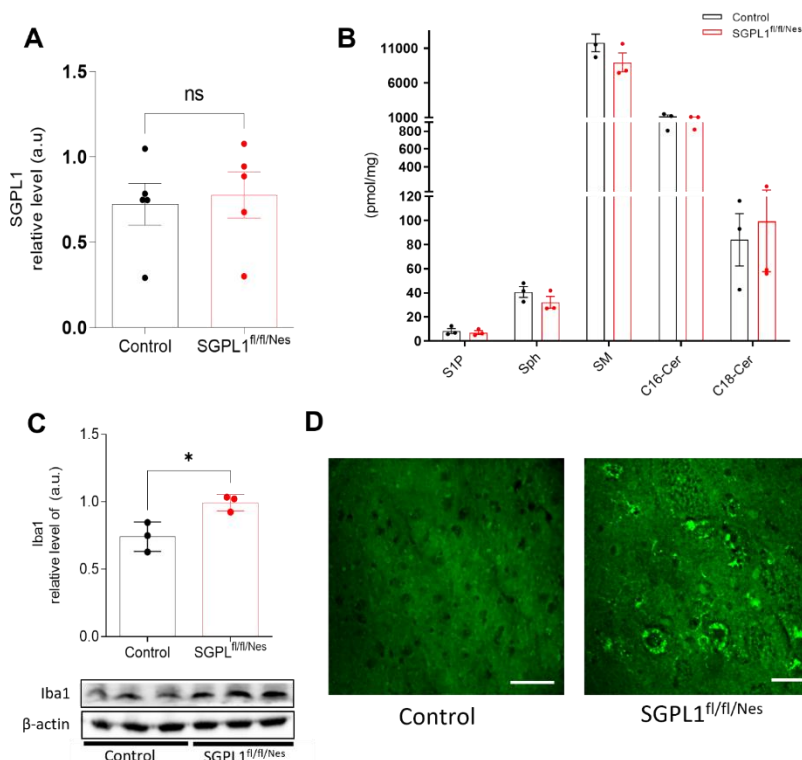 A
SGPL1
relative level (a.u)
1.5
1.0
0.5
0.0
ns
Control
SGPL1fl/fl/Nes
B
Control
SGPL1fl/fl/Nes
(pmol/mg)
11000
6000
1000
800
600
400
200
120
100
80
60
40
20
0
S1P
Sph
SM
C16-Cer
C18-Cer
C
Iba1
relative level of (a.u.)
1.5
1.0
0.5
0.0
*
Control
SGPLfl/fl/Nes
Iba1
β-actin
Control
SGPL1fl/fl/Nes
D
Control
SGPL1fl/fl/Nes